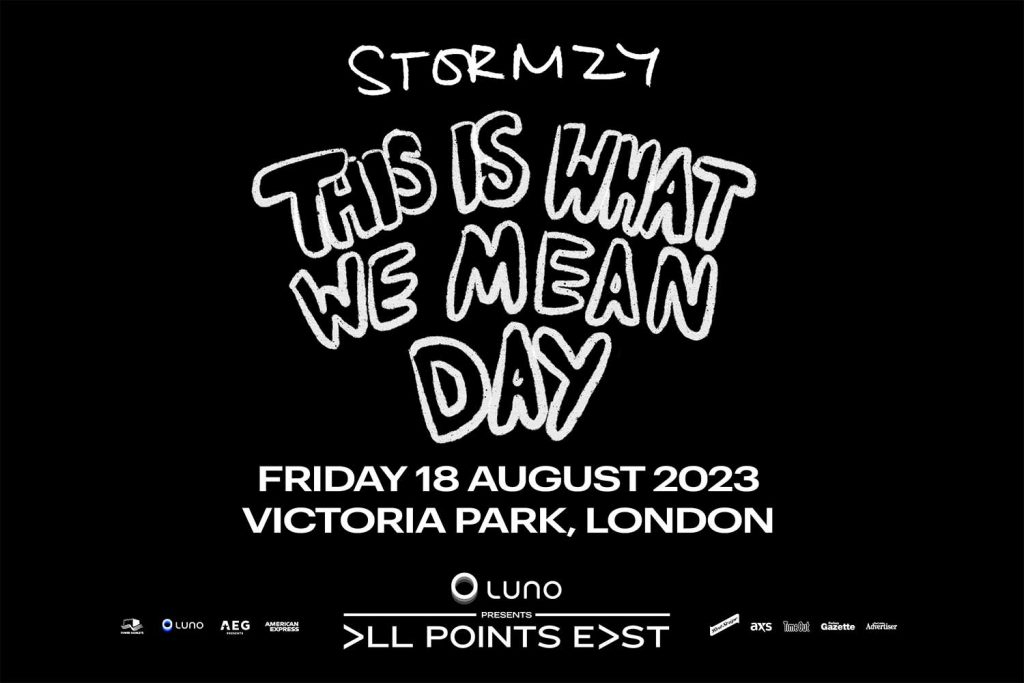 STORMZY
THIS IS WHAT
WE MEAN
DAY
FRIDAY 18 AUGUST 2023
VICTORIA PARK, LONDON
LUNO
PRESENTS
>LL POINTS E>ST
LUNO
AEG
PRESENTS
AMERICAN
EXPRESS
axs
TimeOut
Gazette
Advertiser